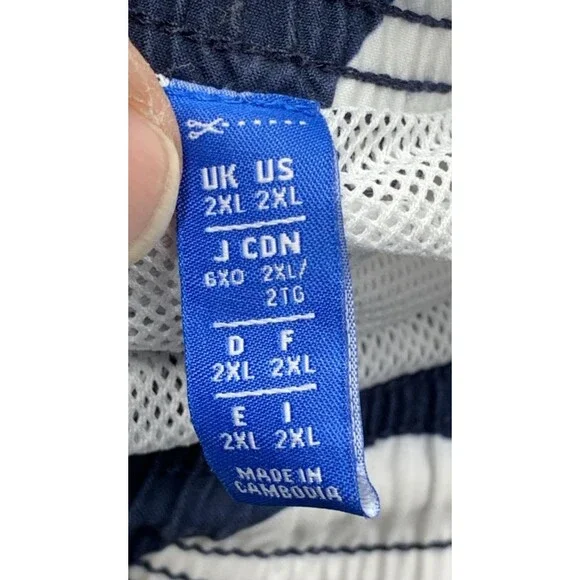 UK US
2XL 2XL
J CDN
6XO 2XL/
2TG
D F
2XL 2XL
E I
2XL 2XL
MADE IN
CAMBODIA